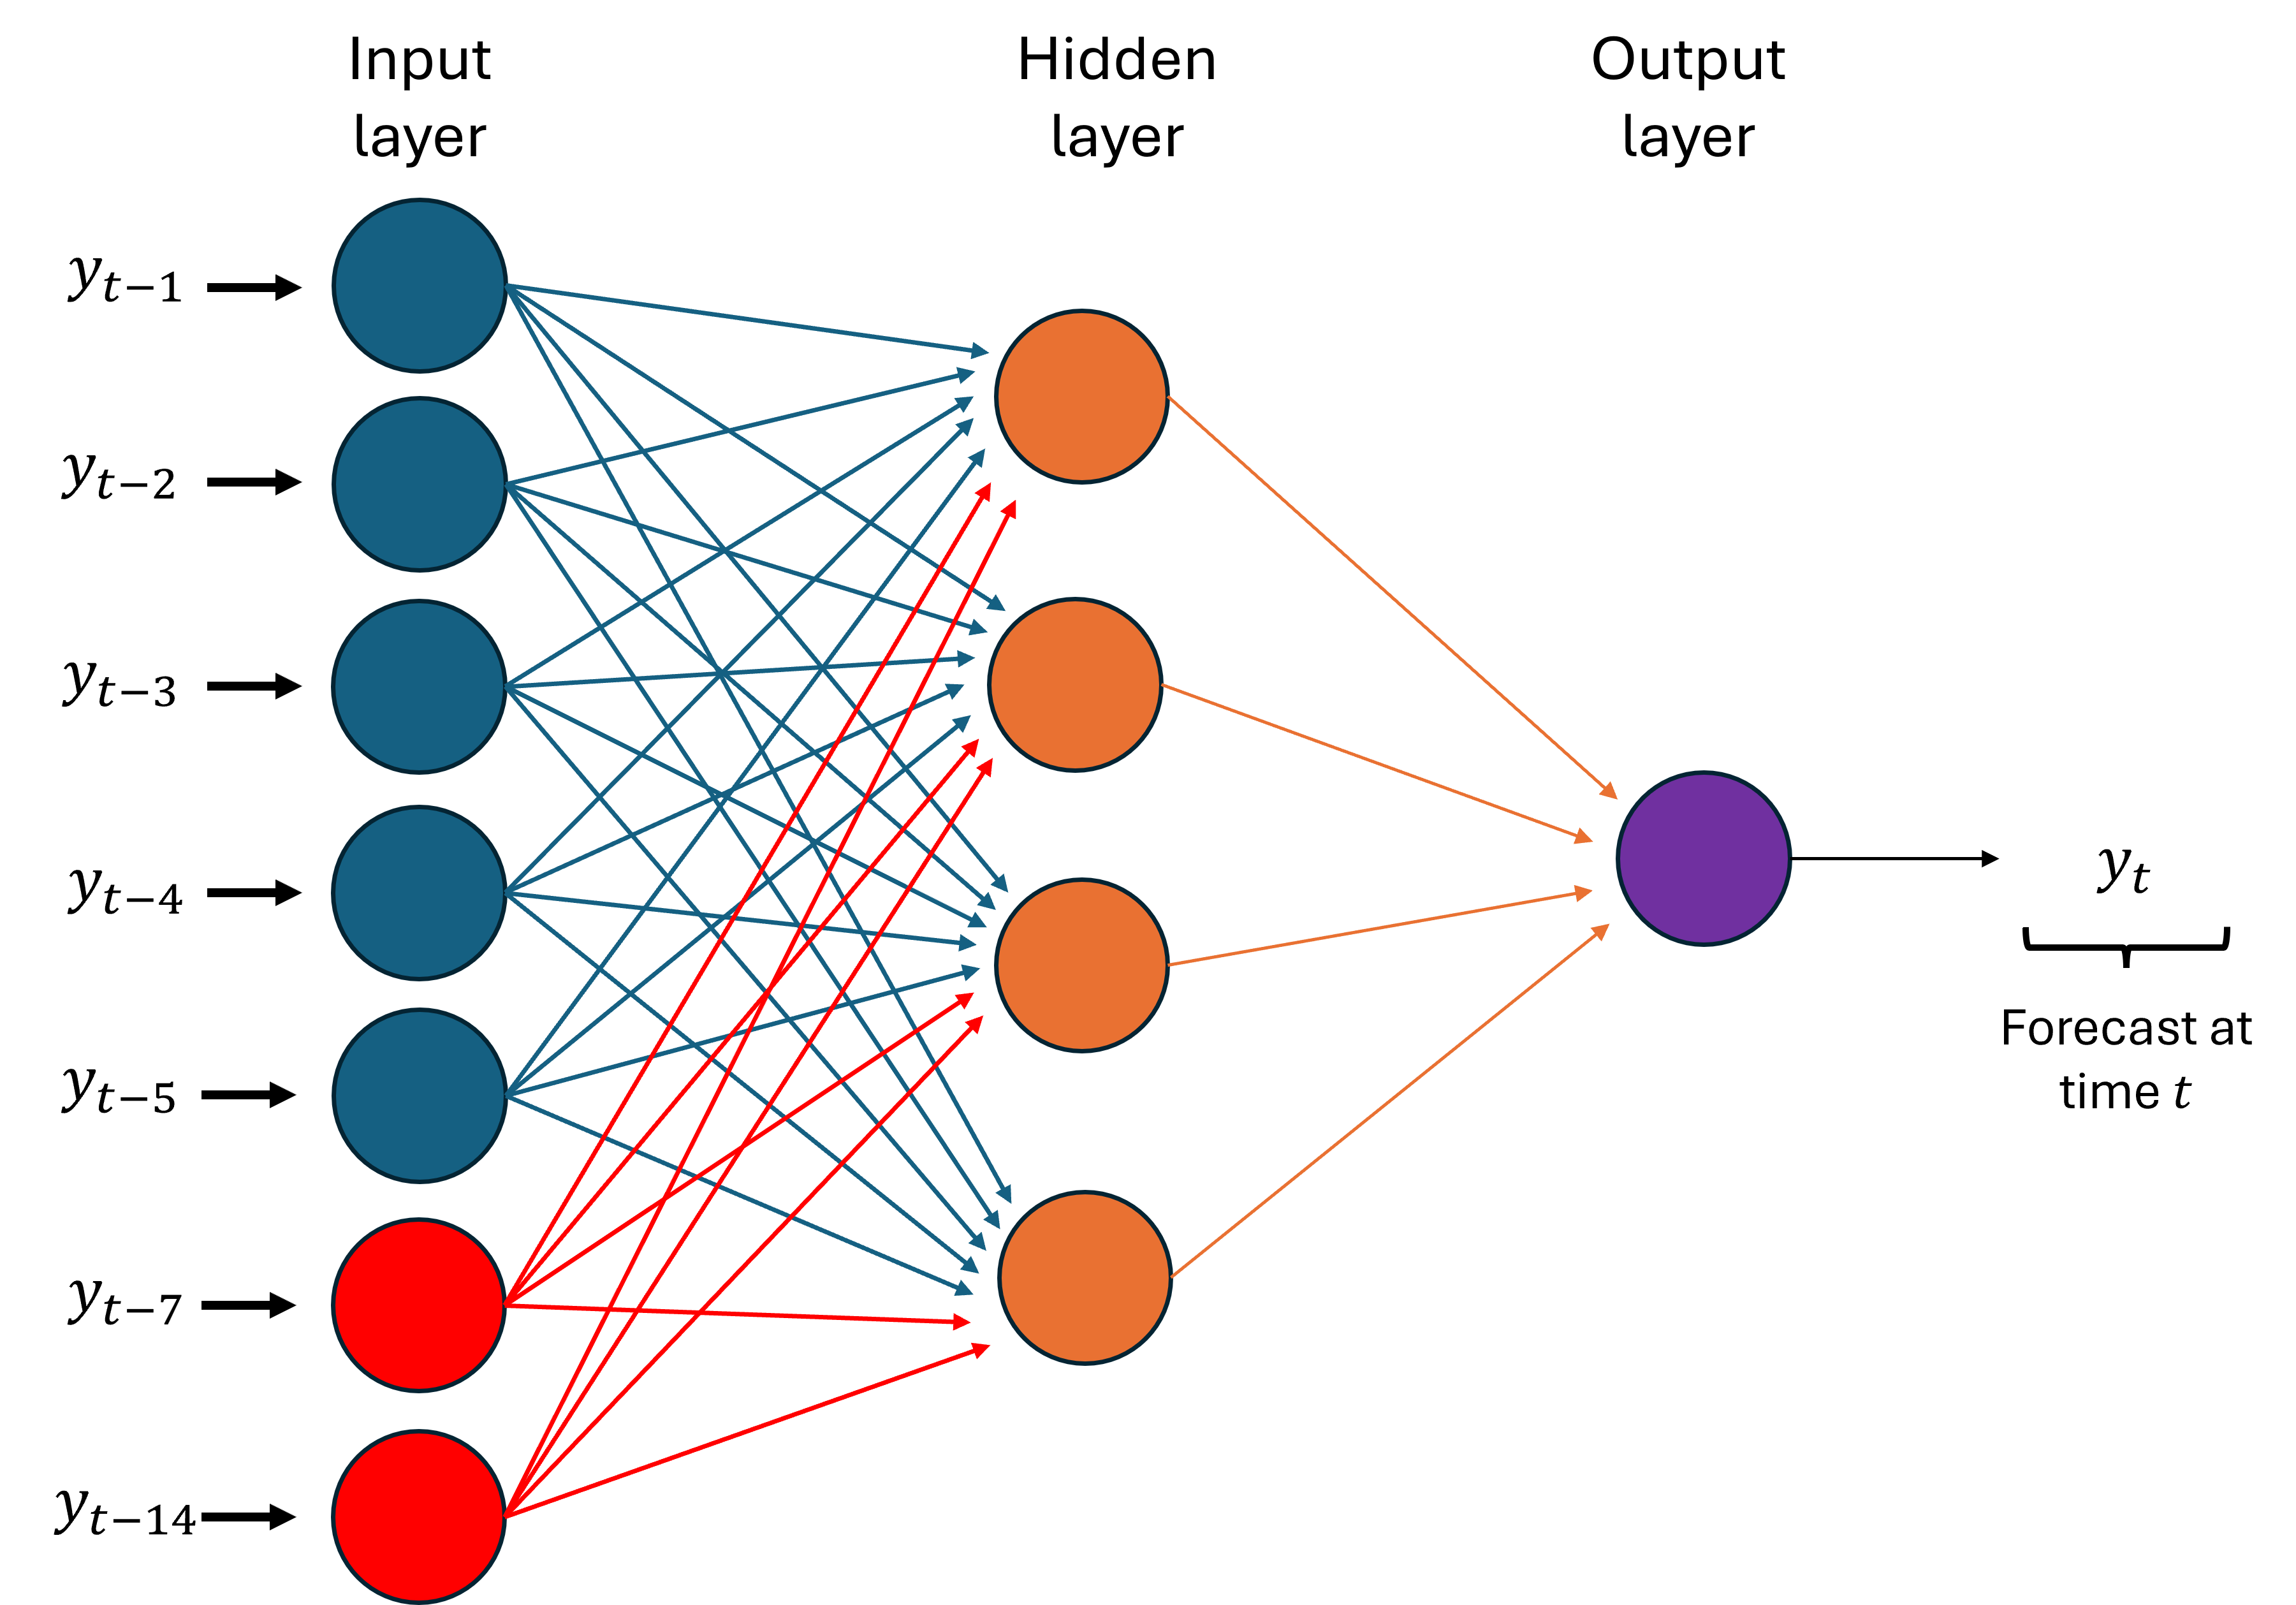 Input
layer
Hidden
layer
Output
layer
y_{t−1}
y_{t−2}
y_{t−3}
y_{t−4}
y_{t−5}
y_{t−7}
y_{t−14}
y_t
Forecast at
time t